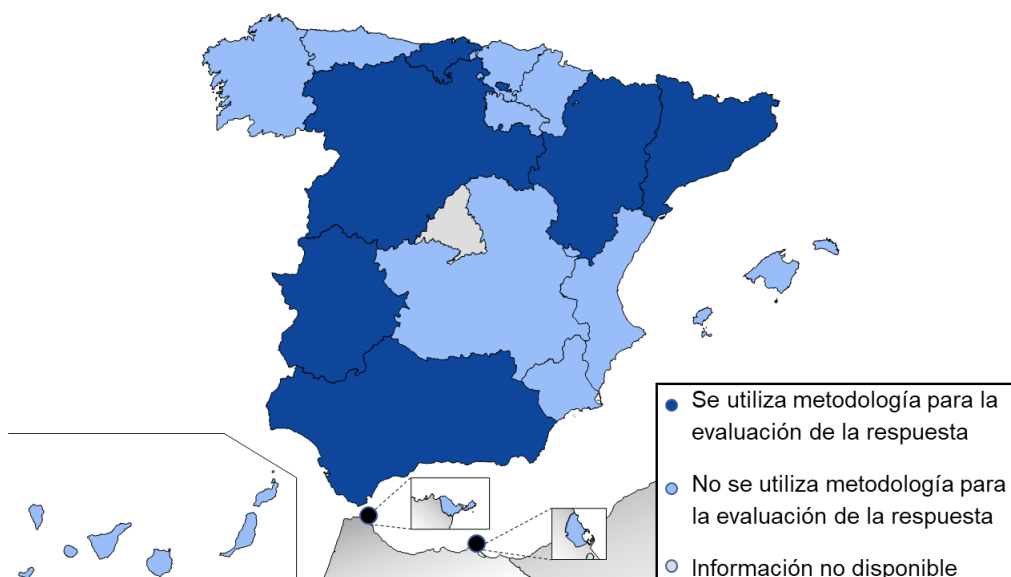 Se utiliza metodología para la
evaluación de la respuesta
No se utiliza metodología para
la evaluación de la respuesta
Información no disponible